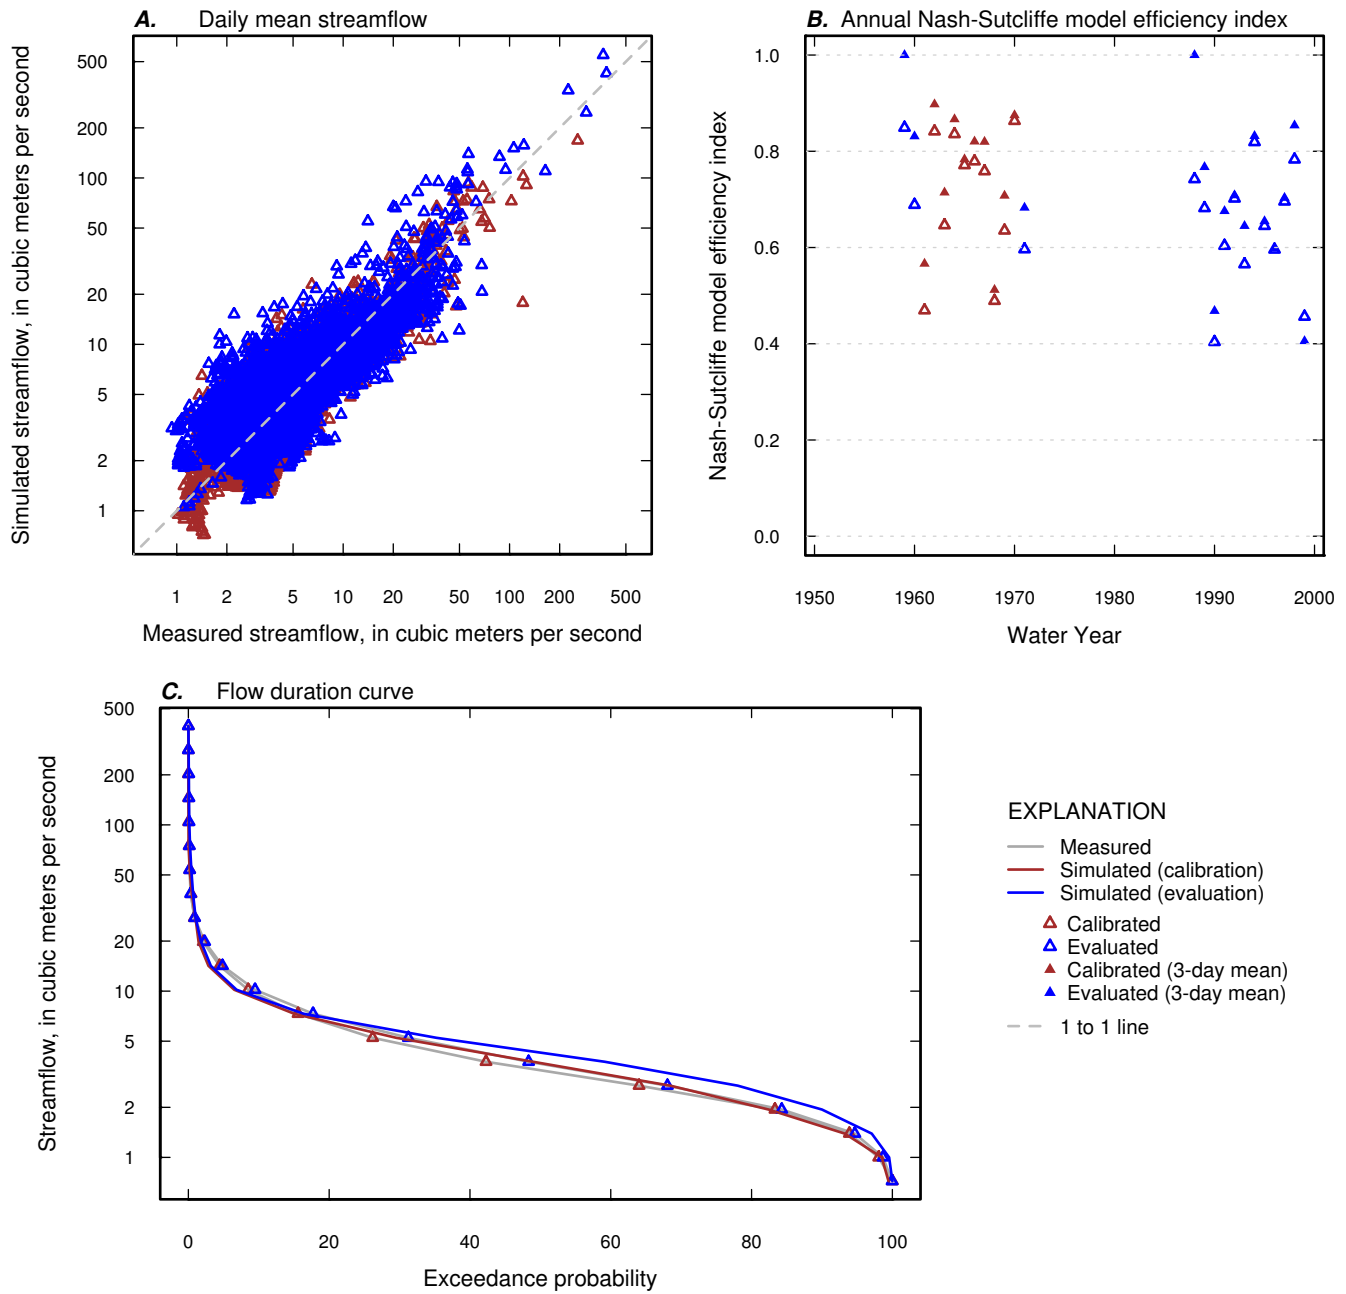 A. Daily mean streamflow
Simulated streamflow, in cubic meters per second
500
200
100
50
20
10
5
2
1
1 2 5 10 20 50 100 200 500
Measured streamflow, in cubic meters per second
B. Annual Nash-Sutcliffe model efficiency index
Nash-Sutcliffe model efficiency index
1.0
0.8
0.6
0.4
0.2
0.0
1950 1960 1970 1980 1990 2000
Water Year
C. Flow duration curve
Streamflow, in cubic meters per second
500
200
100
50
20
10
5
2
1
0 20 40 60 80 100
Exceedance probability
EXPLANATION
Measured
Simulated (calibration)
Simulated (evaluation)
Calibrated
Evaluated
Calibrated (3-day mean)
Evaluated (3-day mean)
1 to 1 line